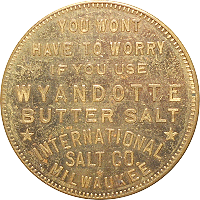 YOU WONT
HAVE TO WORRY
IF YOU USE
WYANDOTTE
BUTTER SALT
INTERNATIONAL
SALT CO.
MILWAUKEE